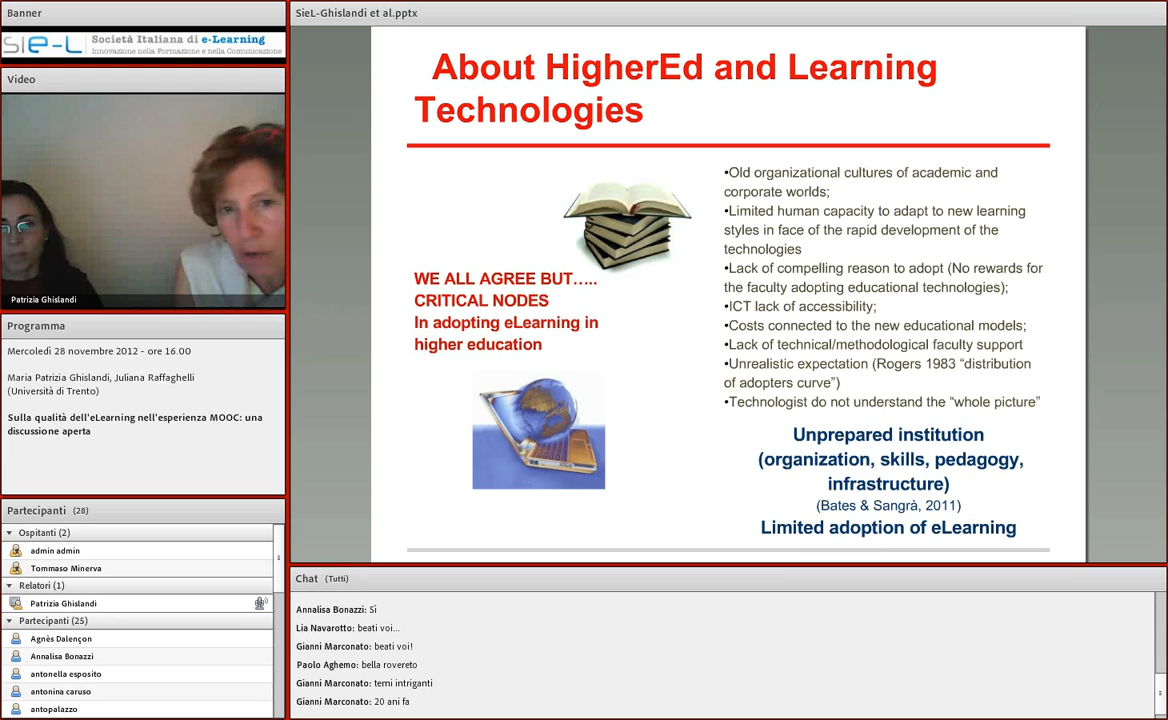 Banner
sie-L Società Italiana di e-Learning
Innovazione nella Formazione e nella Comunicazione
Video
Patrizia Ghislandi
Programma
Mercoledì 28 novembre 2012 - ore 16.00
Maria Patrizia Ghislandi, Juliana Raffaghelli
(Università di Trento)
Sulla qualità dell'eLearning nell'esperienza MOOC: una
discussione aperta
Partecipanti (28)
Ospitanti (2)
admin admin
Tommaso Minerva
Relatori (1)
Patrizia Ghislandi
Partecipanti (25)
Agnès Dalençon
Annalisa Bonazzi
antonella esposito
antonina caruso
antopalazzo
SieL-Ghislandi et al.pptx
About HigherEd and Learning
Technologies
WE ALL AGREE BUT…..
CRITICAL NODES
In adopting eLearning in
higher education
•Old organizational cultures of academic and
corporate worlds;
•Limited human capacity to adapt to new learning
styles in face of the rapid development of the
technologies
•Lack of compelling reason to adopt (No rewards for
the faculty adopting educational technologies);
•ICT lack of accessibility;
•Costs connected to the new educational models;
•Lack of technical/methodological faculty support
•Unrealistic expectation (Rogers 1983 “distribution
of adopters curve”)
•Technologist do not understand the “whole picture”
Unprepared institution
(organization, skills, pedagogy,
infrastructure)
(Bates & Sangrà, 2011)
Limited adoption of eLearning
Chat (Tutti)
Annalisa Bonazzi: Sì
Lia Navarotto: beati voi...
Gianni Marconato: beati voi!
Paolo Aghemo: bella rovereto
Gianni Marconato: temi intriganti
Gianni Marconato: 20 ani fa